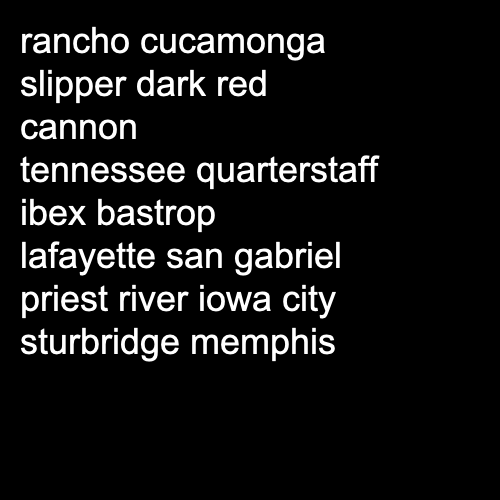 rancho cucamonga
slipper dark red
cannon
tennessee quarterstaff
ibex bastrop
lafayette san gabriel
priest river iowa city
sturbridge memphis